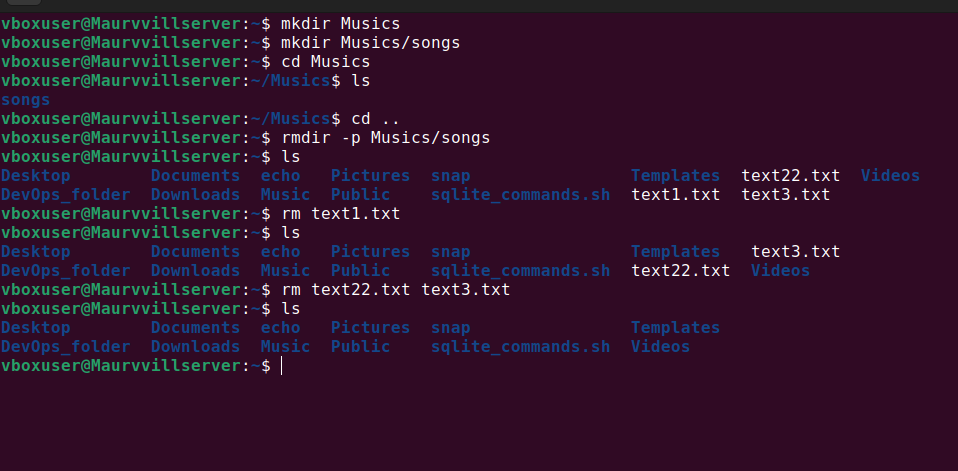 vboxuser@Maurvvillserver:~$ mkdir Musics
vboxuser@Maurvvillserver:~$ mkdir Musics/songs
vboxuser@Maurvvillserver:~$ cd Musics
vboxuser@Maurvvillserver:~/Musics$ ls
songs
vboxuser@Maurvvillserver:~/Musics$ cd ..
vboxuser@Maurvvillserver:~$ rmdir -p Musics/songs
vboxuser@Maurvvillserver:~$ ls
Desktop        Documents  echo   Pictures  snap                Templates  text22.txt  Videos
DevOps_folder  Downloads  Music  Public    sqlite_commands.sh  text1.txt  text3.txt
vboxuser@Maurvvillserver:~$ rm text1.txt
vboxuser@Maurvvillserver:~$ ls
Desktop        Documents  echo   Pictures  snap                Templates   text3.txt
DevOps_folder  Downloads  Music  Public    sqlite_commands.sh  text22.txt  Videos
vboxuser@Maurvvillserver:~$ rm text22.txt text3.txt
vboxuser@Maurvvillserver:~$ ls
Desktop        Documents  echo   Pictures  snap                Templates
DevOps_folder  Downloads  Music  Public    sqlite_commands.sh  Videos
vboxuser@Maurvvillserver:~$